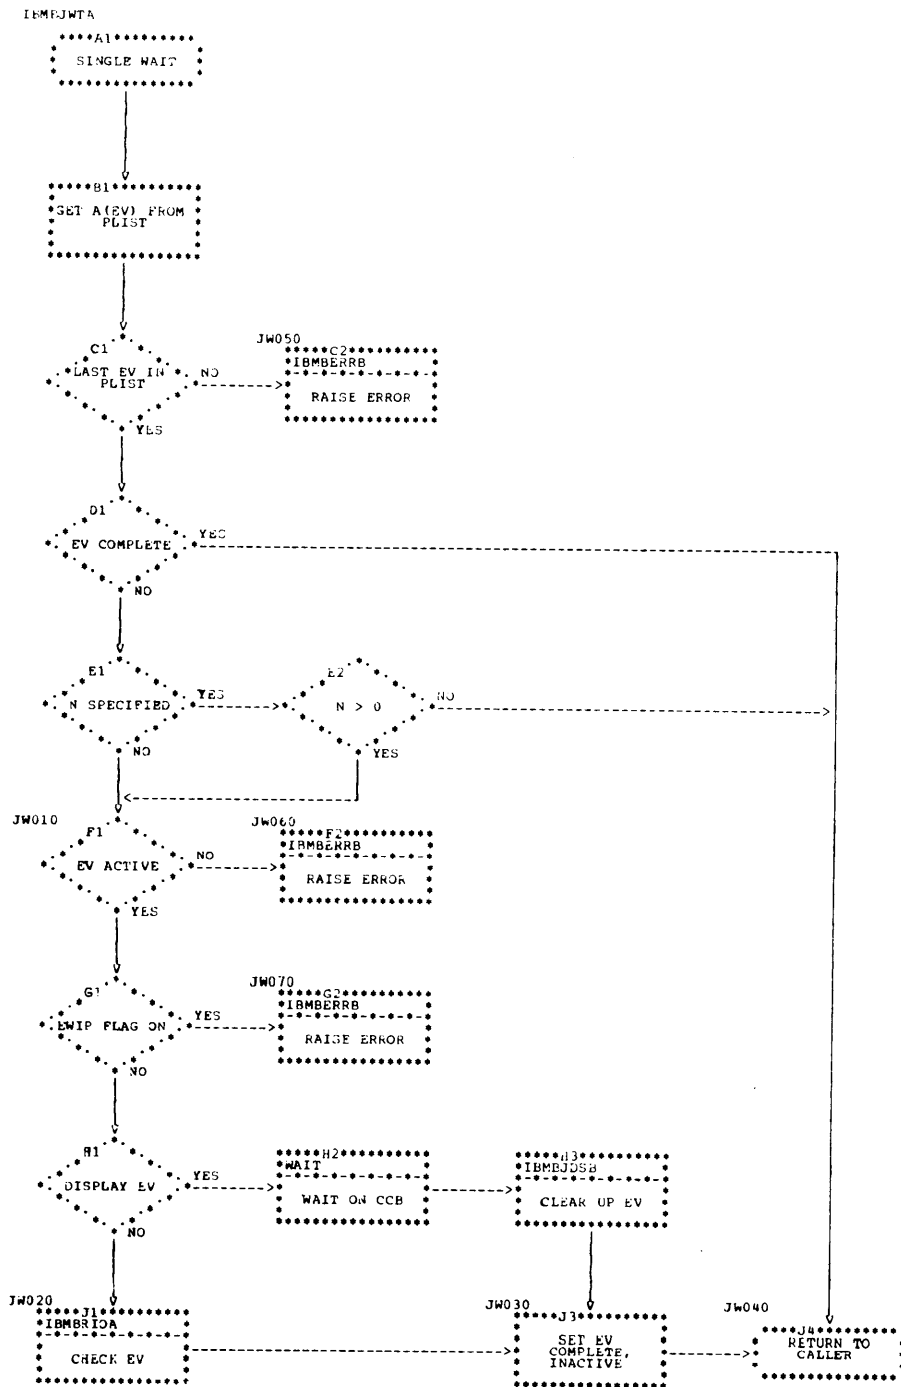 IBMBJWTA
A1
SINGLE WAIT
B1
GET A(EV) FROM
PLIST
C1
LAST EV IN
PLIST
NO
YES
JW050
C2
IBMBERRB
RAISE ERROR
D1
EV COMPLETE
YES
NO
E1
N SPECIFIED
YES
NO
E2
N > 0
NO
YES
JW010
F1
EV ACTIVE
NO
YES
JW060
F2
IBMBERRB
RAISE ERROR
G1
EWIP FLAG ON
YES
NO
JW070
G2
IBMBERRB
RAISE ERROR
H1
DISPLAY EV
YES
NO
H2
WAIT
WAIT ON CCB
H3
IBMBJDSB
CLEAR UP EV
JW020
J1
IBMBRIOA
CHECK EV
JW030
J3
SET EV
COMPLETE,
INACTIVE
JW040
J4
RETURN TO
CALLER